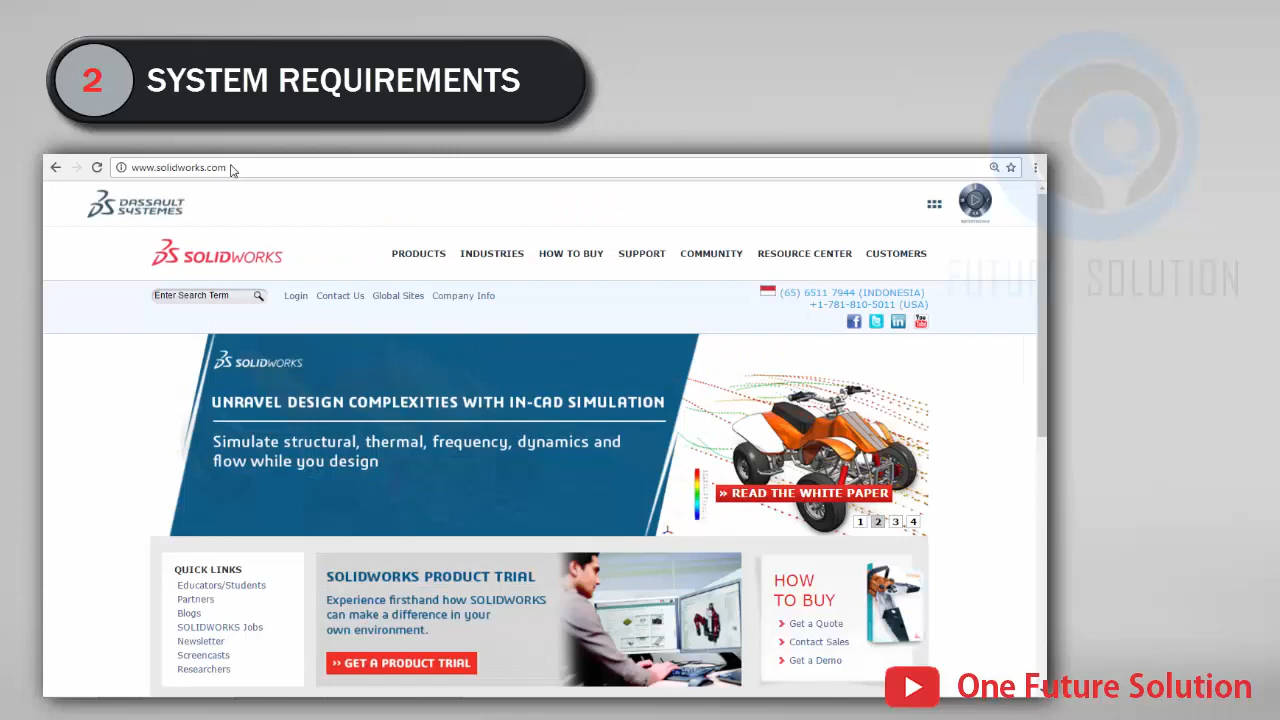 2 SYSTEM REQUIREMENTS
www.solidworks.com
DASSAULT
SYSTEMES
SOLIDWORKS
PRODUCTS INDUSTRIES HOW TO BUY SUPPORT COMMUNITY RESOURCE CENTER CUSTOMERS
FUTURE SOLUTION
Enter Search Term Login Contact Us Global Sites Company Info
(65) 6511 7944 (INDONESIA)
+1-781-810-5011 (USA)
You Tube
SOLIDWORKS
UNRAVEL DESIGN COMPLEXITIES WITH IN-CAD SIMULATION
Simulate structural, thermal, frequency, dynamics and
flow while you design
» READ THE WHITE PAPER
1 2 3 4
QUICK LINKS
Educators/Students
Partners
Blogs
SOLIDWORKS Jobs
Newsletter
Screencasts
Researchers
SOLIDWORKS PRODUCT TRIAL
Experience firsthand how SOLIDWORKS
can make a difference in your
own environment.
» GET A PRODUCT TRIAL
HOW
TO BUY
Get a Quote
Contact Sales
Get a Demo
One Future Solution